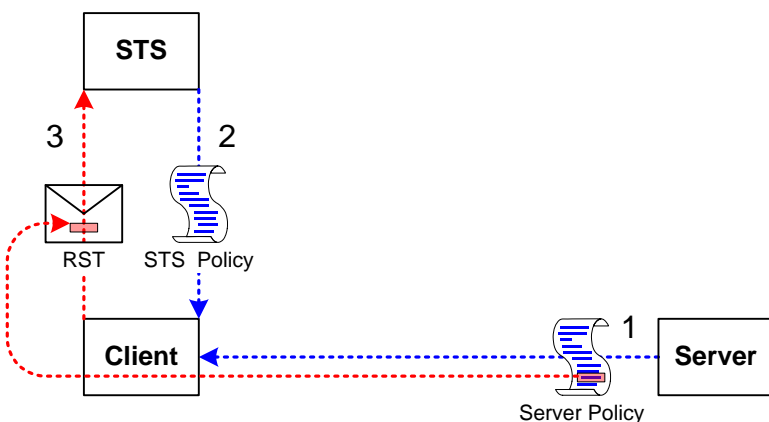 STS
3
2
RST
STS Policy
1
Client
Server
Server Policy